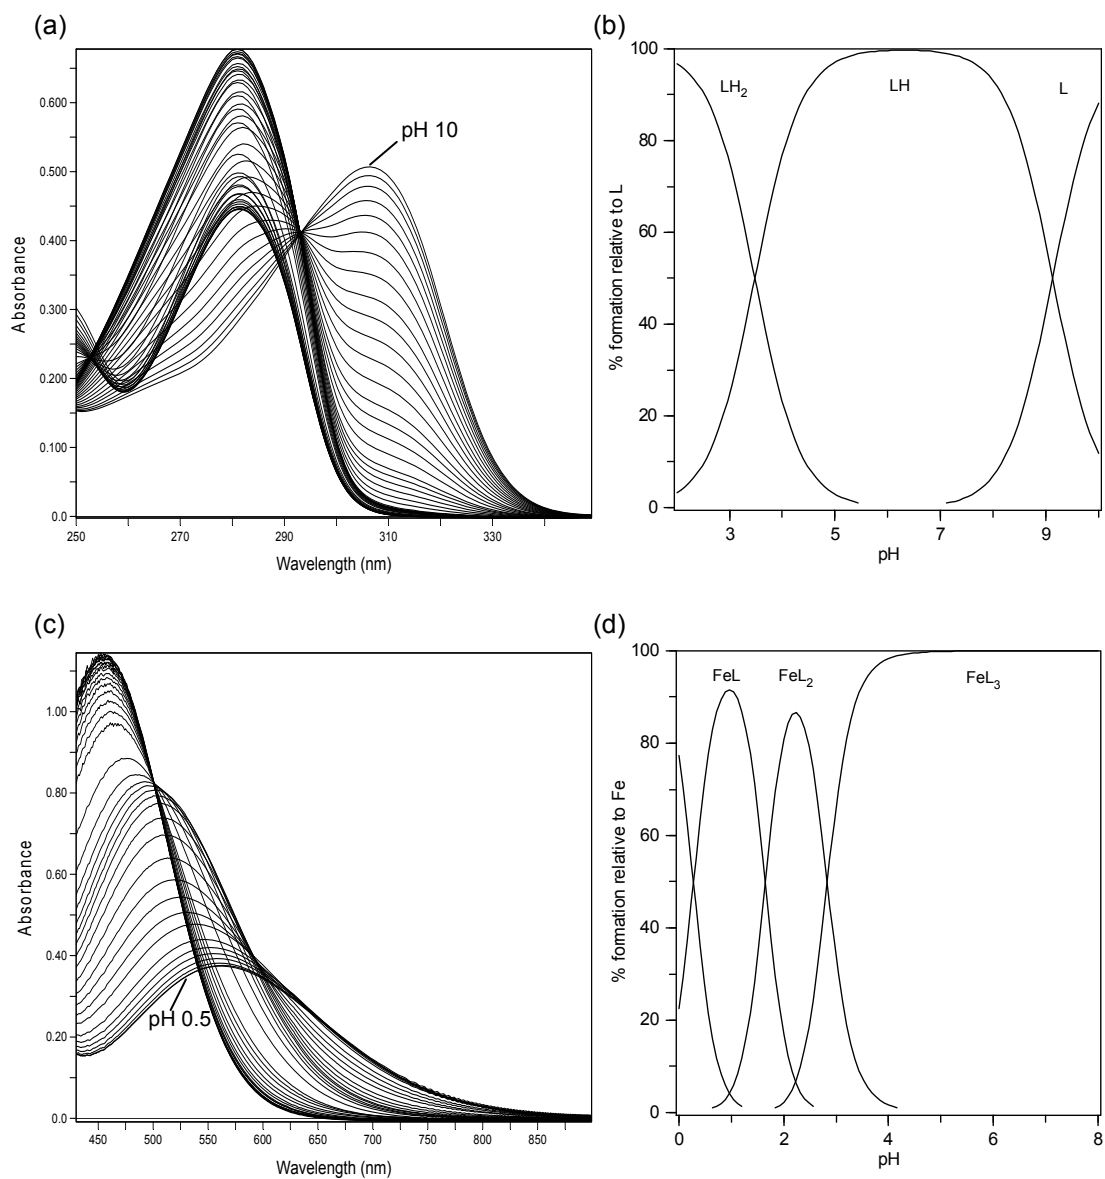 (a)
0.600
0.500
0.400
0.300
0.200
0.100
0.0
Absorbance
pH 10
250
270
290
310
330
Wavelength (nm)
(b)
100
80
60
40
20
0
% formation relative to L
LH2
LH
L
3
5
7
9
pH
(c)
1.00
0.80
0.60
0.40
0.20
0.0
Absorbance
pH 0.5
450
500
550
600
650
700
750
800
850
Wavelength (nm)
(d)
100
80
60
40
20
0
% formation relative to Fe
FeL
FeL2
FeL3
0
2
4
6
8
pH